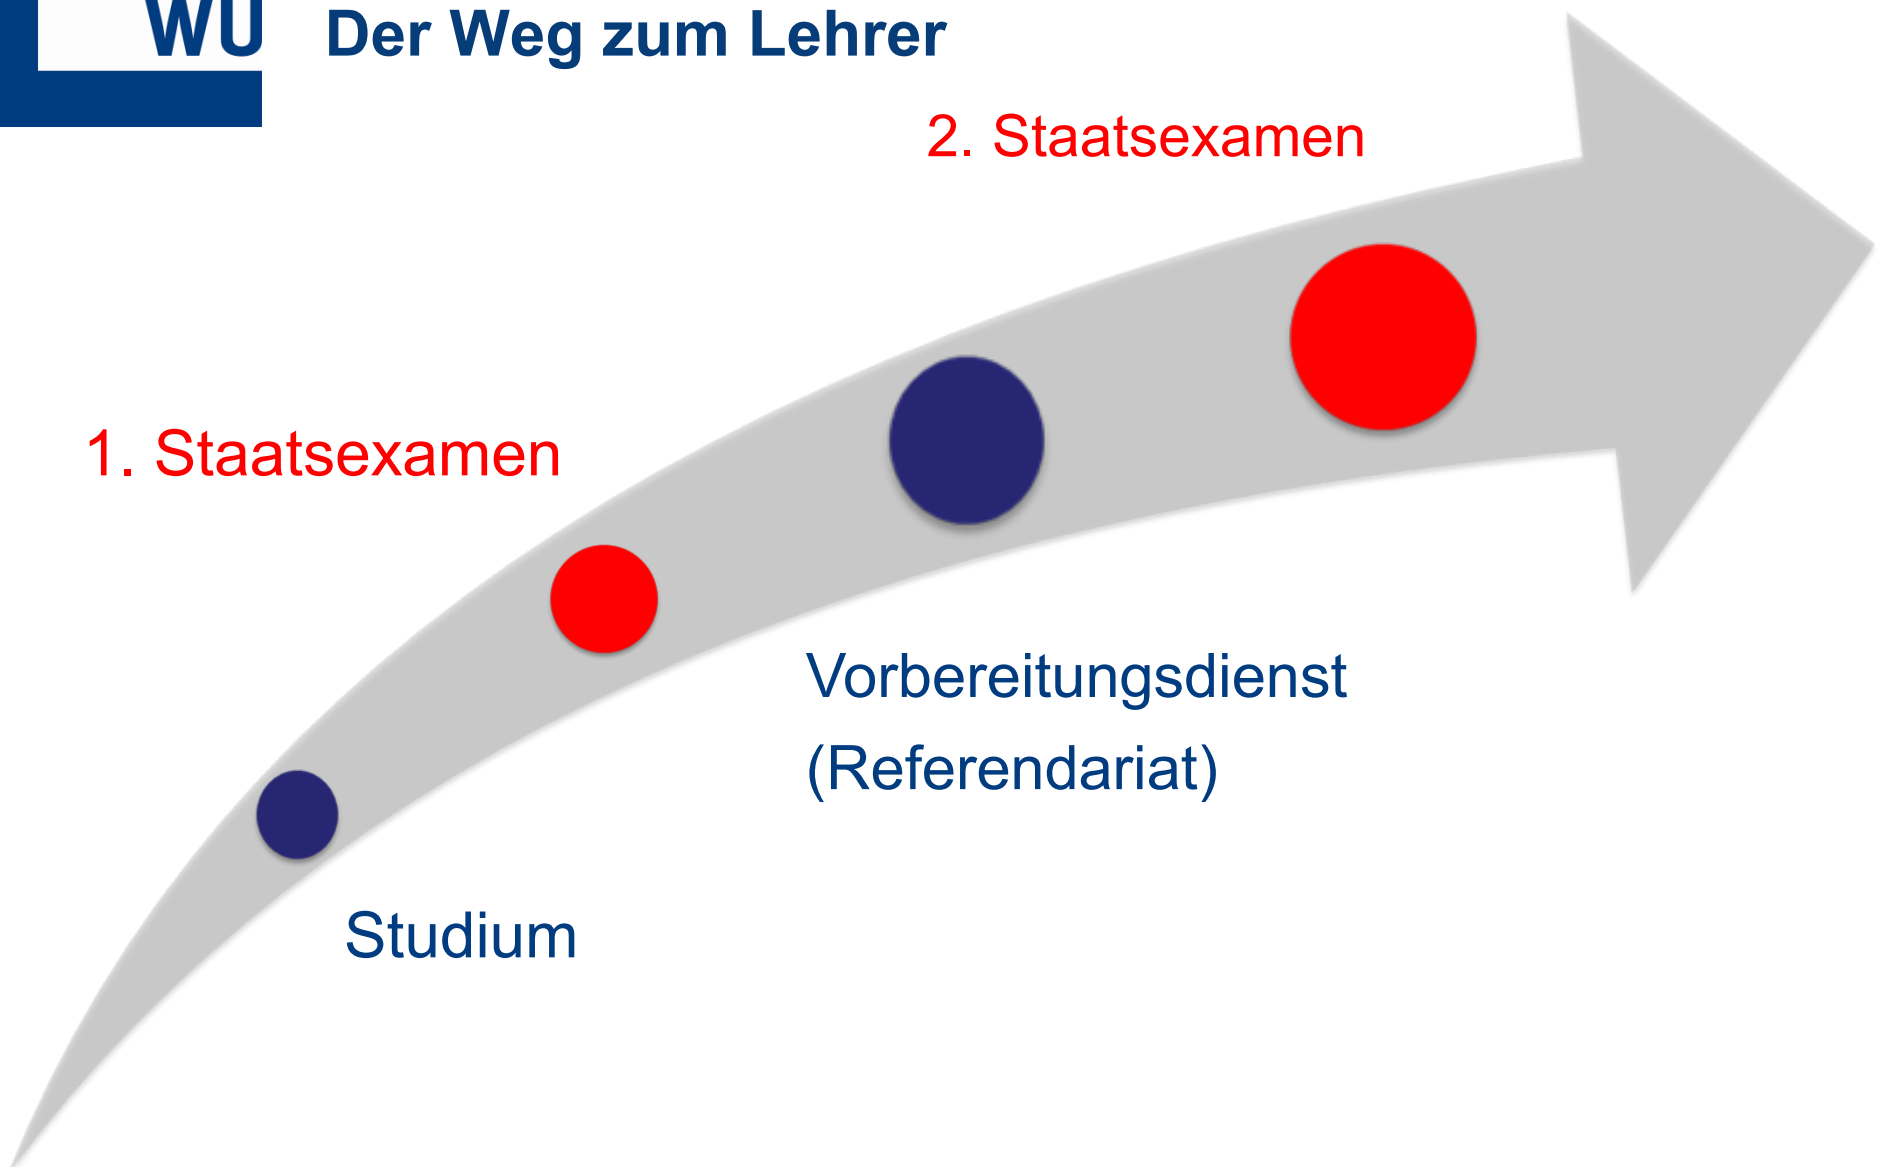 WU
Der Weg zum Lehrer
2. Staatsexamen
1. Staatsexamen
Vorbereitungsdienst
(Referendariat)
Studium